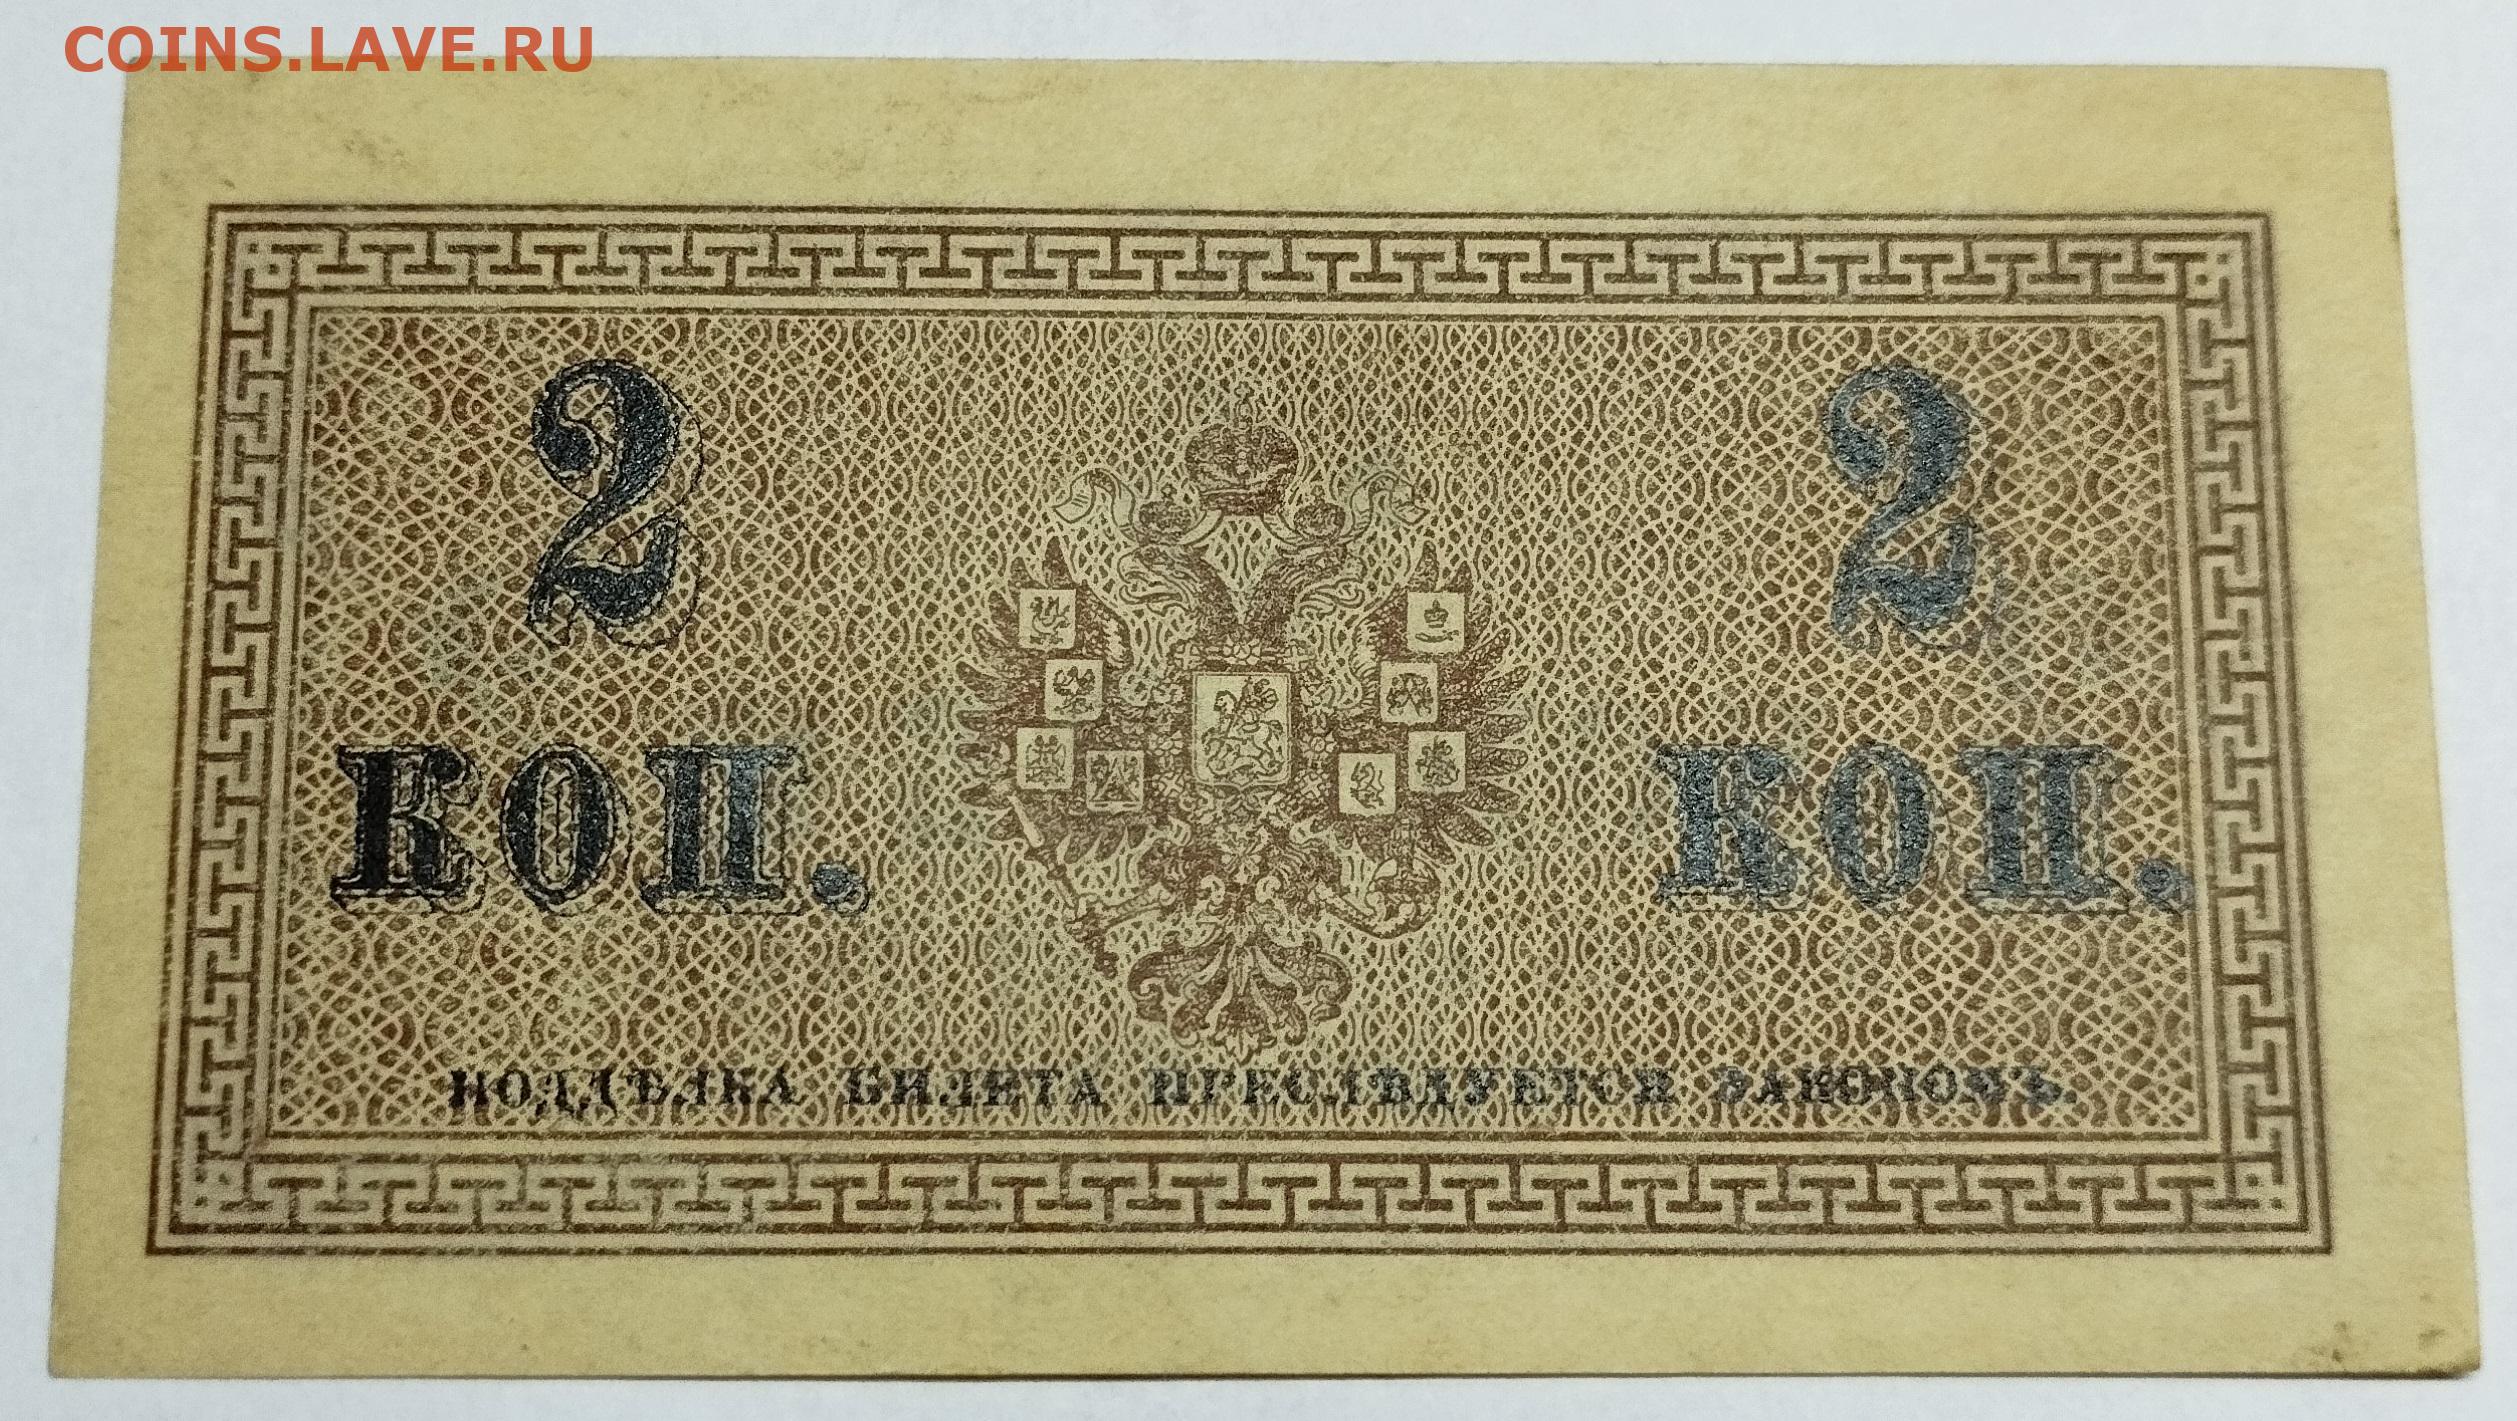 COINS.LAVE.RU
2 2
КОП. КОП.
ПОДДѢЛКА БИЛЕТА ПРЕСЛѢДУЕТСЯ ЗАКОНОМЪ.